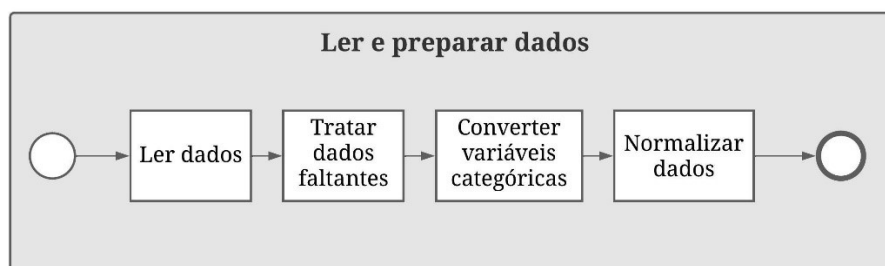 Ler e preparar dados
Ler dados
Tratar
dados
faltantes
Converter
variáveis
categóricas
Normalizar
dados